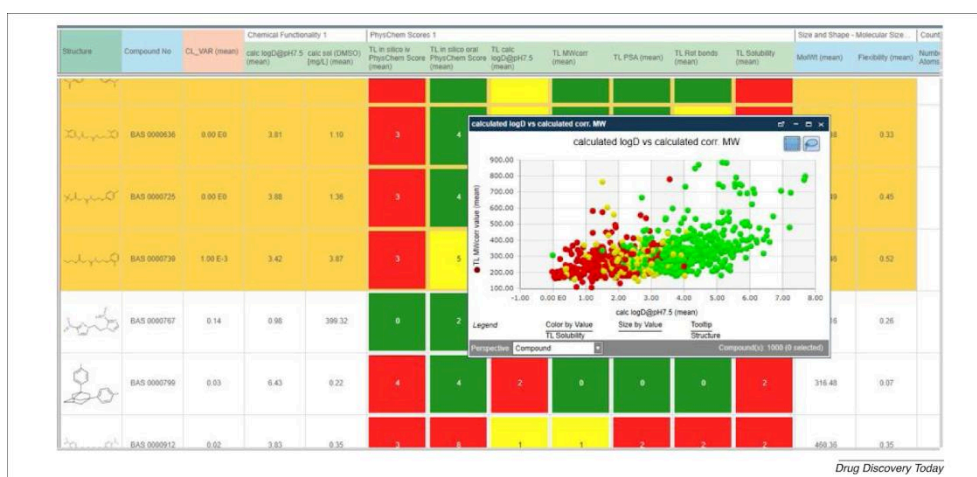 Chemical Functionality 1 PhysChem Scores 1 Size and Shape - Molecular Size... Count
Structure Compound No CL_VAR (mean) calc logD@pH7.5 (mean) calc sol (DMSO) [mg/L] (mean) TL in silico iv PhysChem Score (mean) TL in silico oral PhysChem Score (mean) TL calc logD@pH7.5 (mean) TL MWcorr (mean) TL PSA (mean) TL Rot bonds (mean) TL Solubility (mean) MolWt (mean) Flexibility (mean) Numb Atoms
BAS 0000636 0.00 E0 3.81 1.10 3 4 0.33
BAS 0000725 0.00 E0 3.88 1.36 3 4 0.45
BAS 0000739 1.00 E-3 3.42 3.87 3 5 0.52
BAS 0000767 0.14 0.98 399.32 0 2 0.26
BAS 0000799 0.03 6.43 0.22 4 4 2 0 0 0 2 318.48 0.07
BAS 0000912 0.02 3.83 0.35 3 8 1 1 2 2 2 460.36 0.35
calculated logD vs calculated corr. MW
calculated logD vs calculated corr. MW
TL MWcorr value (mean)
900.00
800.00
700.00
600.00
500.00
400.00
300.00
200.00
100.00
-1.00 0.00 E0 1.00 2.00 3.00 4.00 5.00 6.00 7.00 8.00
calc logD@pH7.5 (mean)
Legend Color by Value Size by Value Tooltip
TL Solubility Structure
Perspective Compound Compound(s): 1000 (0 selected)
Drug Discovery Today